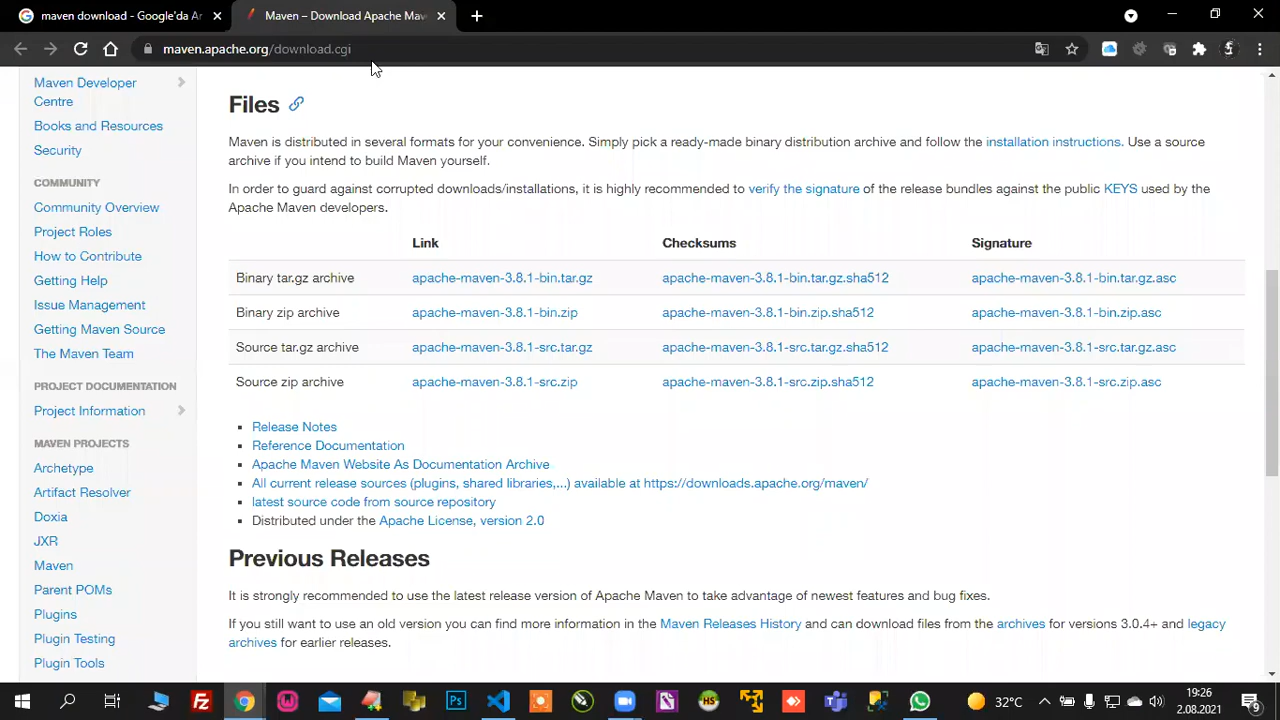 maven download - Google'da Ar
Maven – Download Apache Mav
maven.apache.org/download.cgi
Maven Developer
Centre
Books and Resources
Security
COMMUNITY
Community Overview
Project Roles
How to Contribute
Getting Help
Issue Management
Getting Maven Source
The Maven Team
PROJECT DOCUMENTATION
Project Information
MAVEN PROJECTS
Archetype
Artifact Resolver
Doxia
JXR
Maven
Parent POMs
Plugins
Plugin Testing
Plugin Tools
Files
Maven is distributed in several formats for your convenience. Simply pick a ready-made binary distribution archive and follow the installation instructions. Use a source
archive if you intend to build Maven yourself.
In order to guard against corrupted downloads/installations, it is highly recommended to verify the signature of the release bundles against the public KEYS used by the
Apache Maven developers.
Link Checksums Signature
Binary tar.gz archive apache-maven-3.8.1-bin.tar.gz apache-maven-3.8.1-bin.tar.gz.sha512 apache-maven-3.8.1-bin.tar.gz.asc
Binary zip archive apache-maven-3.8.1-bin.zip apache-maven-3.8.1-bin.zip.sha512 apache-maven-3.8.1-bin.zip.asc
Source tar.gz archive apache-maven-3.8.1-src.tar.gz apache-maven-3.8.1-src.tar.gz.sha512 apache-maven-3.8.1-src.tar.gz.asc
Source zip archive apache-maven-3.8.1-src.zip apache-maven-3.8.1-src.zip.sha512 apache-maven-3.8.1-src.zip.asc
Release Notes
Reference Documentation
Apache Maven Website As Documentation Archive
All current release sources (plugins, shared libraries,...) available at https://downloads.apache.org/maven/
latest source code from source repository
Distributed under the Apache License, version 2.0
Previous Releases
It is strongly recommended to use the latest release version of Apache Maven to take advantage of newest features and bug fixes.
If you still want to use an old version you can find more information in the Maven Releases History and can download files from the archives for versions 3.0.4+ and legacy
archives for earlier releases.
Ps
HS
32°C
19:26
2.08.2021
9